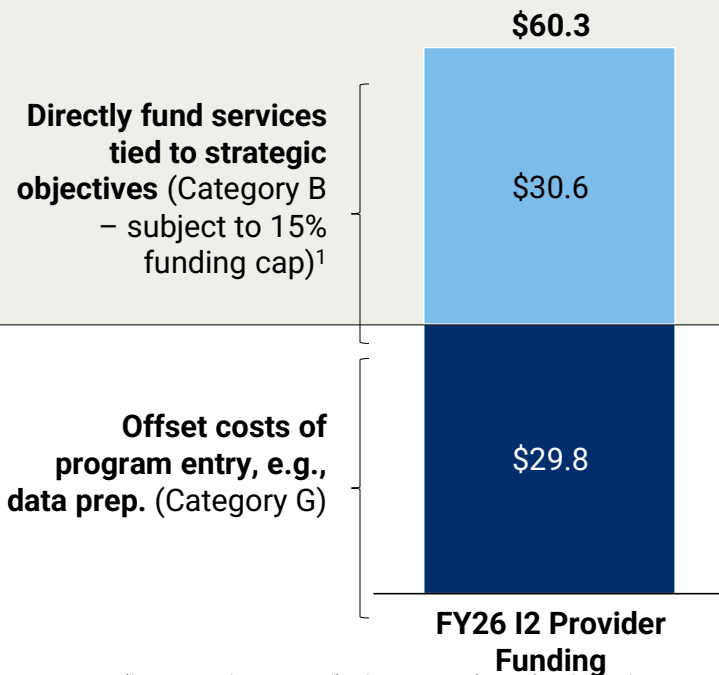 $60.3
Directly fund services
tied to strategic
objectives (Category B
– subject to 15%
funding cap)1
$30.6
Offset costs of
program entry, e.g.,
data prep. (Category G)
$29.8
FY26 I2 Provider
Funding